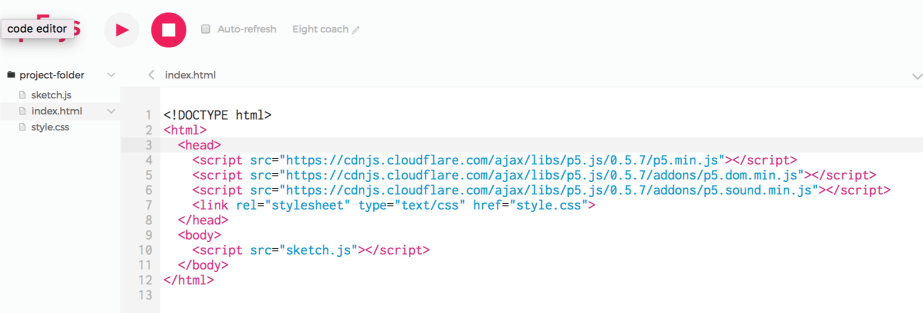 code editor
Auto-refresh
Eight coach
project-folder
index.html
sketch.js
index.html
style.css
1 <!DOCTYPE html>
2 <html>
3 <head>
4 <script src="https://cdnjs.cloudflare.com/ajax/libs/p5.js/0.5.7/p5.min.js"></script>
5 <script src="https://cdnjs.cloudflare.com/ajax/libs/p5.js/0.5.7/addons/p5.dom.min.js"></script>
6 <script src="https://cdnjs.cloudflare.com/ajax/libs/p5.js/0.5.7/addons/p5.sound.min.js"></script>
7 <link rel="stylesheet" type="text/css" href="style.css">
8 </head>
9 <body>
10 <script src="sketch.js"></script>
11 </body>
12 </html>
13